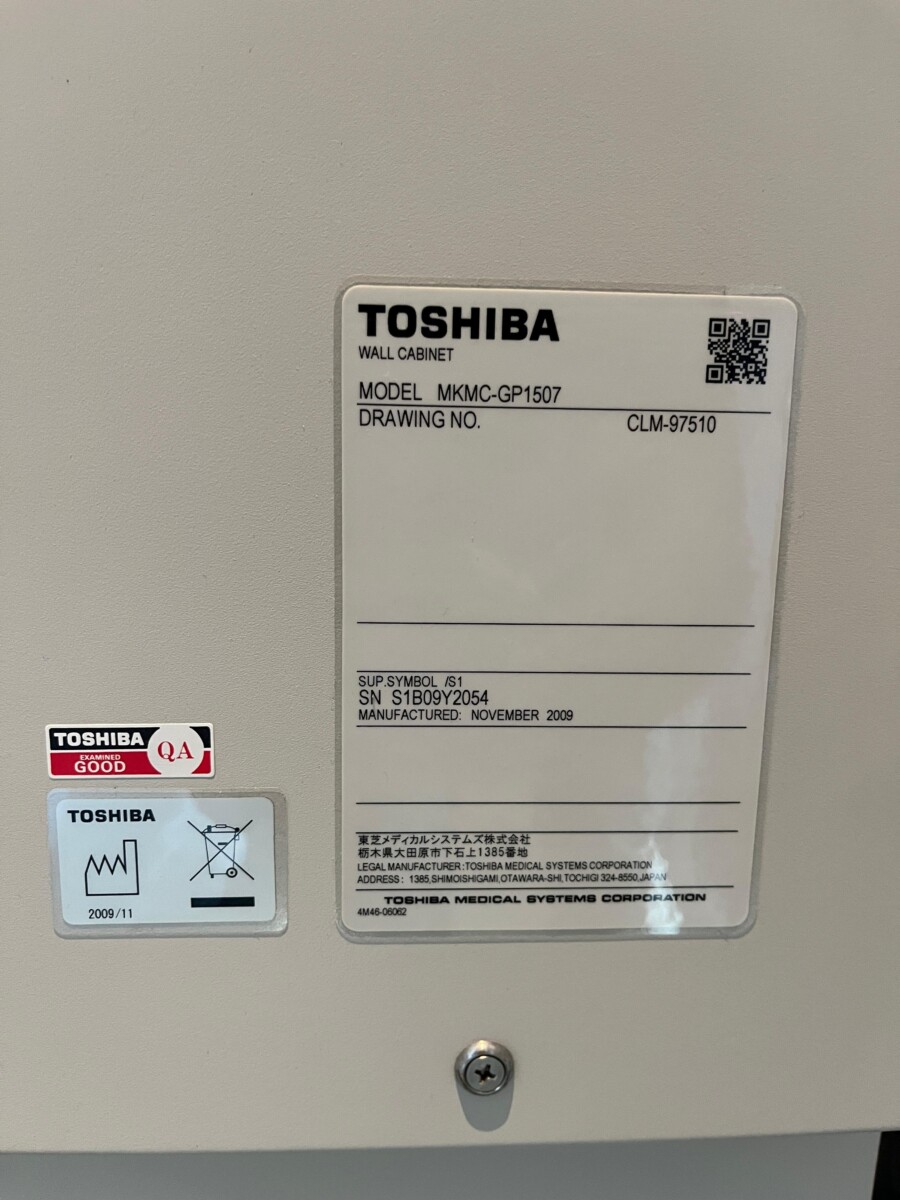 TOSHIBA
WALL CABINET
MODEL MKMC-GP1507
DRAWING NO. CLM-97510
SUP.SYMBOL /S1
SN S1B09Y2054
MANUFACTURED: NOVEMBER 2009
東芝メディカルシステムズ株式会社
栃木県大田原市下石上1385番地
LEGAL MANUFACTURER:TOSHIBA MEDICAL SYSTEMS CORPORATION
ADDRESS: 1385,SHIMOISHIGAMI,OTAWARA-SHI,TOCHIGI 324-8550,JAPAN
TOSHIBA MEDICAL SYSTEMS CORPORATION
4M46-06062
TOSHIBA
EXAMINED
GOOD
QA
TOSHIBA
2009/11